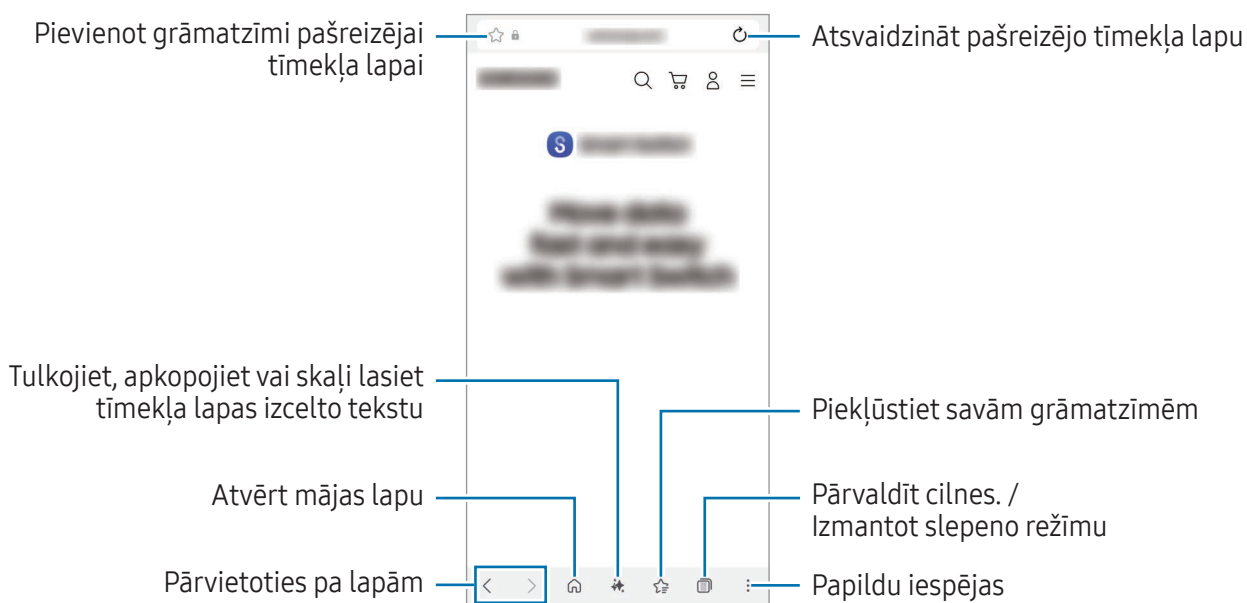 Pievienot grāmatzīmi pašreizējai
tīmekļa lapai
Atsvaidzināt pašreizējo tīmekļa lapu
S
Tulkojiet, apkopojiet vai skaļi lasiet
tīmekļa lapas izcelto tekstu
Piekļūstiet savām grāmatzīmēm
Atvērt mājas lapu
Pārvaldīt cilnes. /
Izmantot slepeno režīmu
Pārvietoties pa lapām
Papildu iespējas